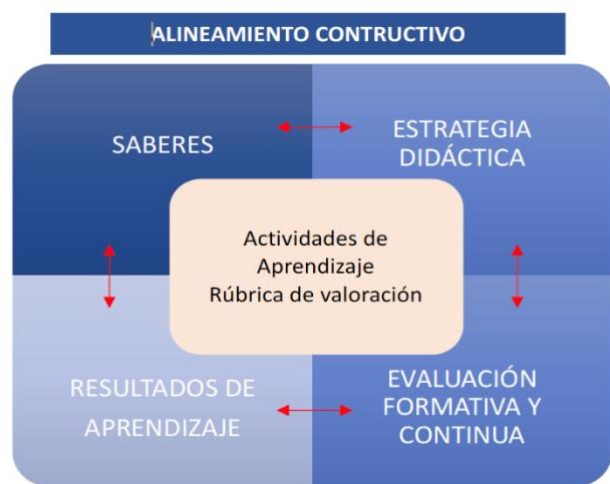 ALINEAMIENTO CONTRUCTIVO
SABERES
ESTRATEGIA
DIDÁCTICA
Actividades de
Aprendizaje
Rúbrica de valoración
RESULTADOS DE
APRENDIZAJE
EVALUACIÓN
FORMATIVA Y
CONTINUA